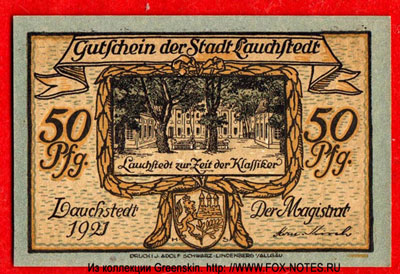 Gutschein der Stadt Lauchstedt
50 Pfg.
50 Pfg.
Lauchstedt zur Zeit der Klassiker
Lauchstedt 1921
Der Magistrat
DRUCK: J. ADOLF SCHWARZ - LINDENBERG / ALLGÄU
Из коллекции Greenskin http://WWW.FOX-NOTES.RU